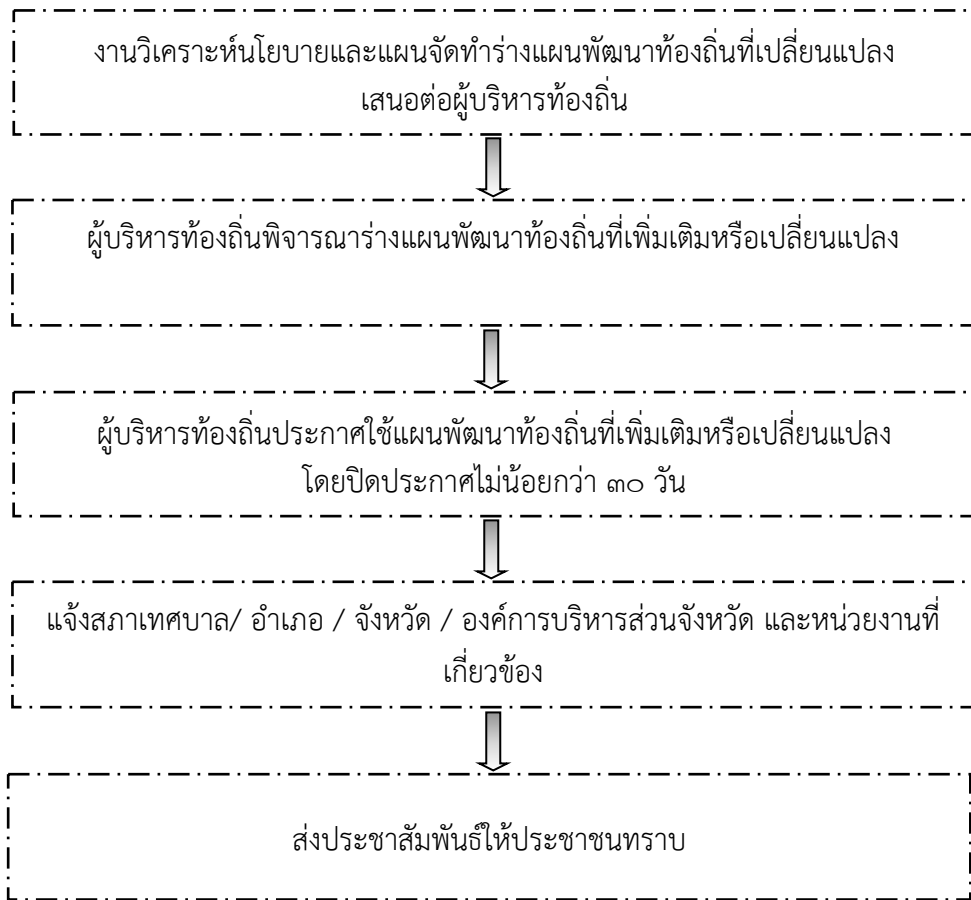 งานวิเคราะห์นโยบายและแผนจัดทำร่างแผนพัฒนาท้องถิ่นที่เปลี่ยนแปลง
เสนอต่อผู้บริหารท้องถิ่น
ผู้บริหารท้องถิ่นพิจารณาร่างแผนพัฒนาท้องถิ่นที่เพิ่มเติมหรือเปลี่ยนแปลง
ผู้บริหารท้องถิ่นประกาศใช้แผนพัฒนาท้องถิ่นที่เพิ่มเติมหรือเปลี่ยนแปลง
โดยปิดประกาศไม่น้อยกว่า ๓๐ วัน
แจ้งสภาเทศบาล/ อำเภอ / จังหวัด / องค์การบริหารส่วนจังหวัด และหน่วยงานที่
เกี่ยวข้อง
ส่งประชาสัมพันธ์ให้ประชาชนทราบ